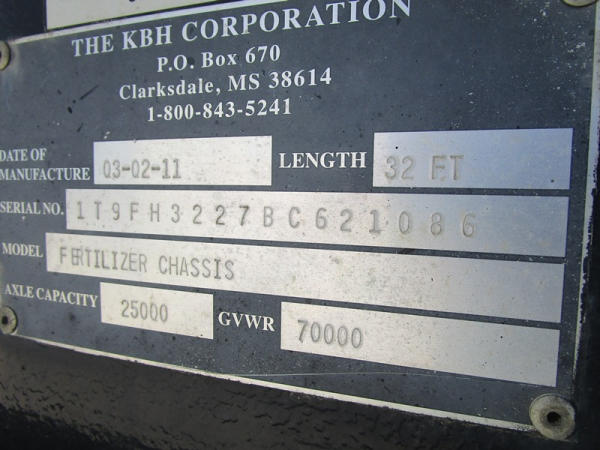 THE KBH CORPORATION
P.O. Box 670
Clarksdale, MS 38614
1-800-843-5241
DATE OF MANUFACTURE 03-02-11 LENGTH 32 FT
SERIAL NO. 1T9FH3227BC621086
MODEL FERTILIZER CHASSIS
AXLE CAPACITY 25000 GVWR 70000